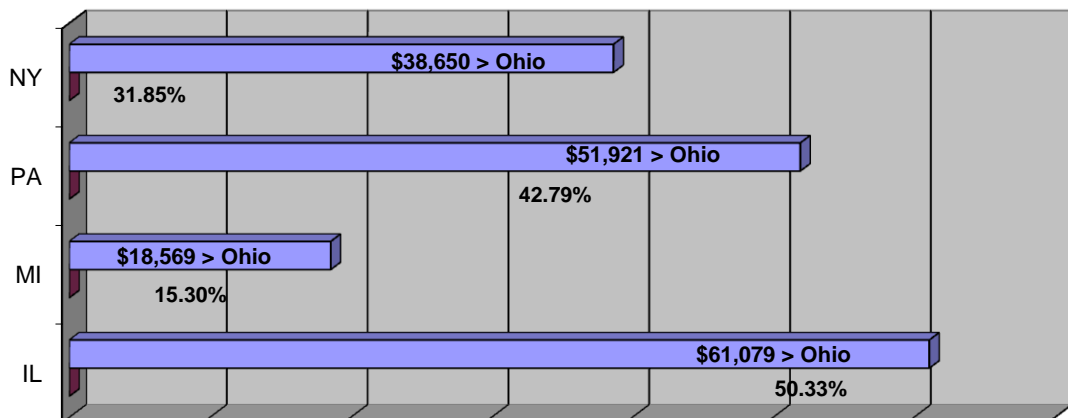 NY
$38,650 > Ohio
31.85%
PA
$51,921 > Ohio
42.79%
MI
$18,569 > Ohio
15.30%
IL
$61,079 > Ohio
50.33%